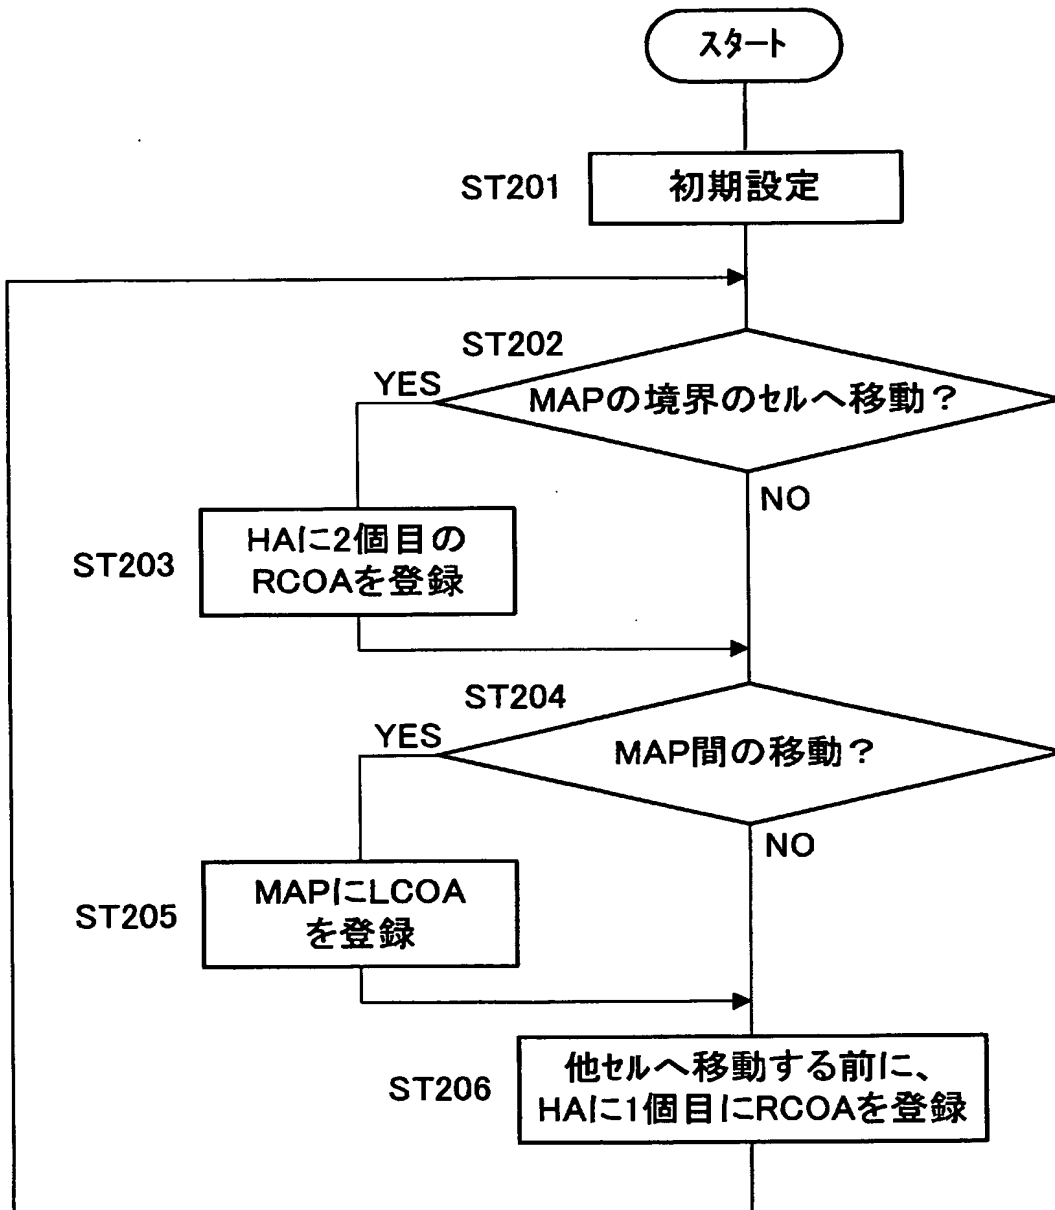 スタート
ST201
初期設定
ST202
YES
MAPの境界のセルへ移動？
NO
ST203
HAに2個目の
RCOAを登録
ST204
YES
MAP間の移動？
NO
ST205
MAPにLCOA
を登録
ST206
他セルへ移動する前に、
HAに1個目にRCOAを登録